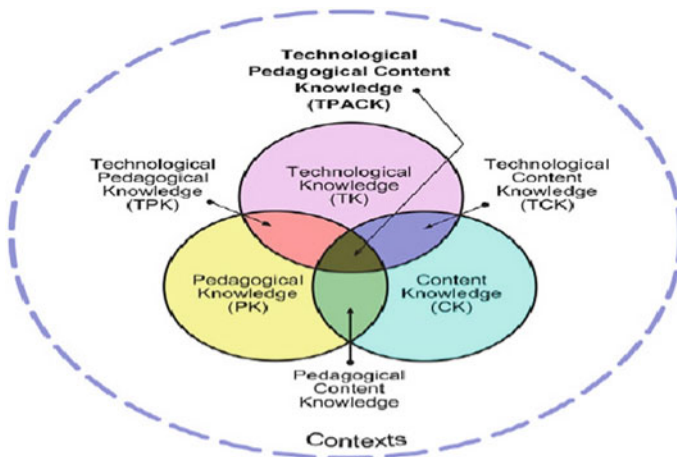 Technological
Pedagogical Content
Knowledge
(TPACK)
Technological
Pedagogical
Knowledge
(TPK)
Technological
Knowledge
(TK)
Technological
Content
Knowledge
(TCK)
Pedagogical
Knowledge
(PK)
Content
Knowledge
(CK)
Pedagogical
Content
Knowledge
Contexts